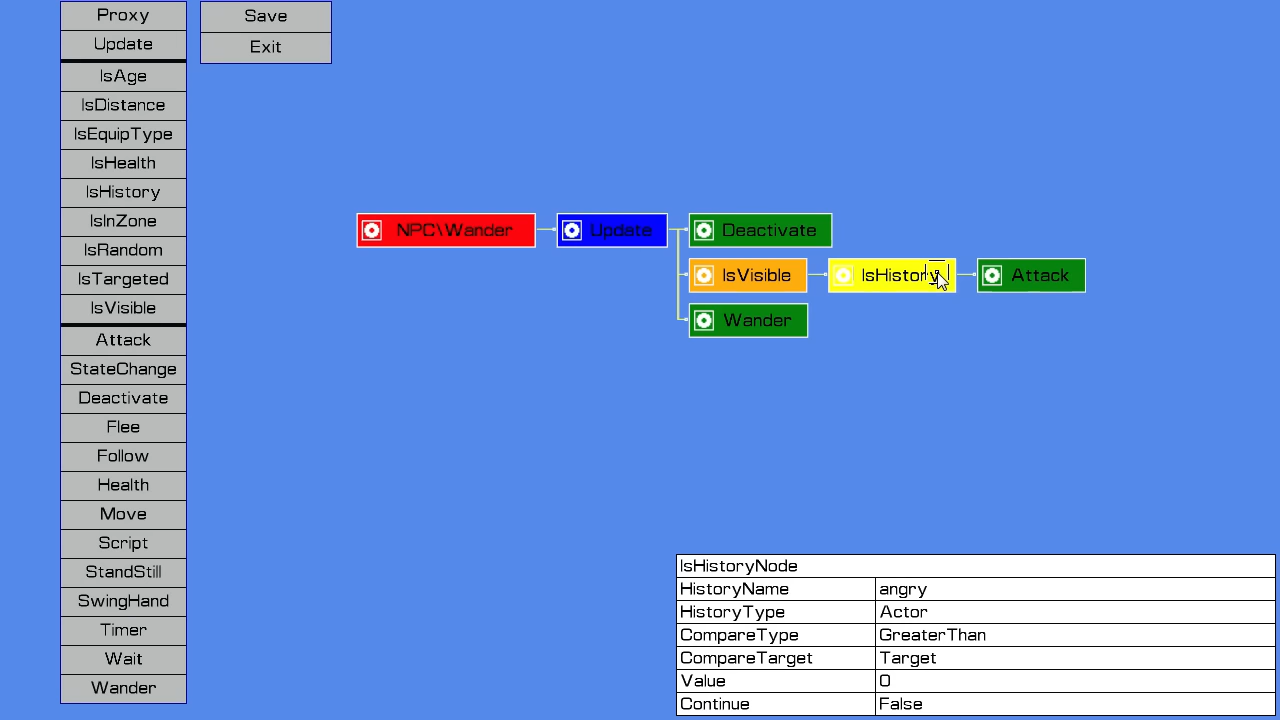 Proxy
Update
IsAge
IsDistance
IsEquipType
IsHealth
IsHistory
IsInZone
IsRandom
IsTargeted
IsVisible
Attack
StateChange
Deactivate
Flee
Follow
Health
Move
Script
StandStill
SwingHand
Timer
Wait
Wander
Save
Exit
NPC\Wander Update Deactivate
IsVisible IsHistory Attack
Wander
IsHistoryNode
HistoryName angry
HistoryType Actor
CompareType GreaterThan
CompareTarget Target
Value 0
Continue False